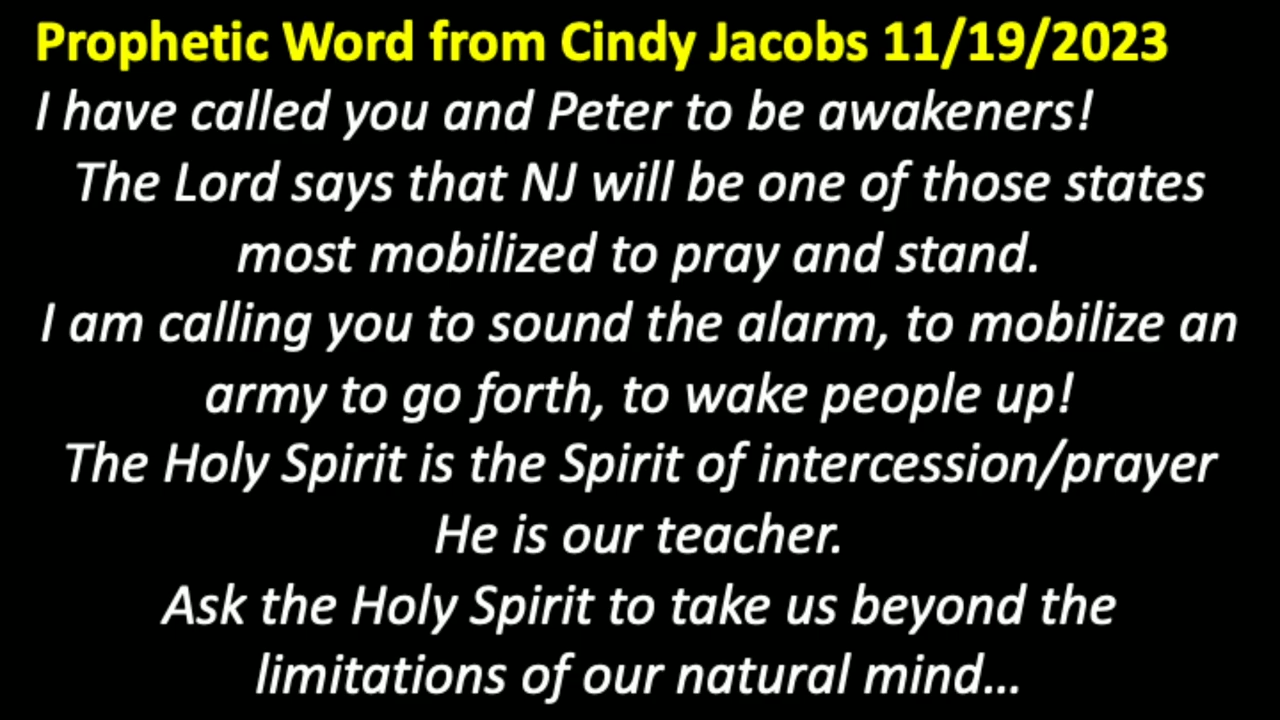 Prophetic Word from Cindy Jacobs 11/19/2023
I have called you and Peter to be awakeners!
The Lord says that NJ will be one of those states
most mobilized to pray and stand.
I am calling you to sound the alarm, to mobilize an
army to go forth, to wake people up!
The Holy Spirit is the Spirit of intercession/prayer
He is our teacher.
Ask the Holy Spirit to take us beyond the
limitations of our natural mind…